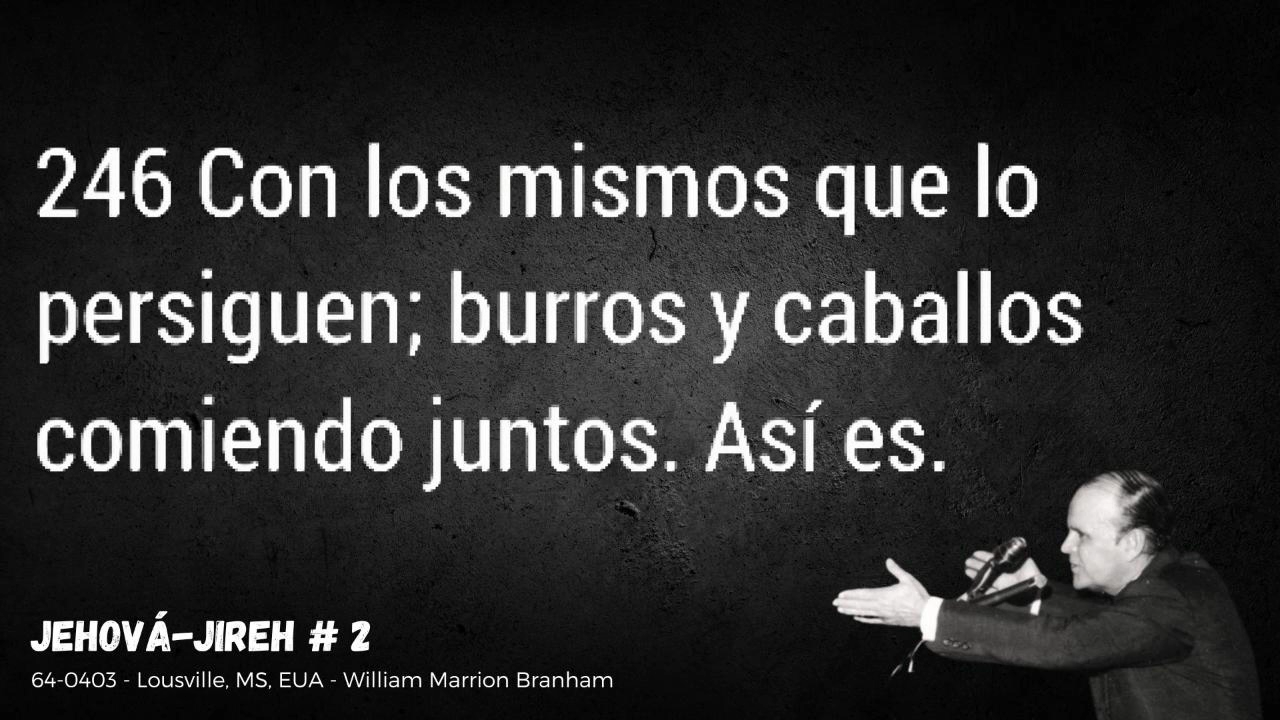 246 Con los mismos que lo
persiguen; burros y caballos
comiendo juntos. Así es.
JEHOVÁ-JIREH # 2
64-0403 - Lousville, MS, EUA - William Marrion Branham